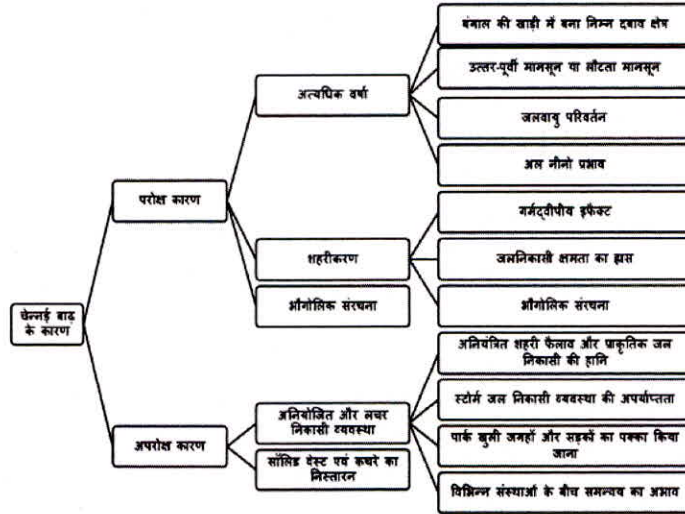 बंगाल की खाड़ी में बना निम्न दबाव क्षेत्र
उत्तर-पूर्वी मानसून या लौटता मानसून
अत्यधिक वर्षा
जलवायु परिवर्तन
अल नीनो प्रभाव
परोक्ष कारण
गर्मद्वीपीय इफैक्ट
शहरीकरण
जलनिकासी क्षमता का ह्रास
भौगोलिक संरचना
भौगोलिक संरचना
चेन्नई बाढ़
के कारण
अनियंत्रित शहरी फैलाव और प्राकृतिक जल
निकासी की हानि
अनियोजित और लचर
निकासी व्यवस्था
स्टोर्म जल निकासी व्यवस्था की अपर्याप्तता
अपरोक्ष कारण
सॉलिड वेस्ट एवं कचरे का
निस्तारन
पार्क खुली जगहों और सड़कों का पक्का किया
जाना
विभिन्न संस्थाओं के बीच समन्वय का अभाव